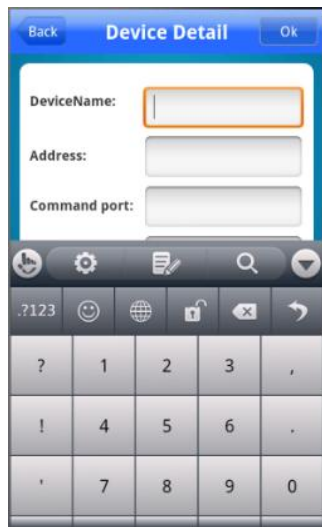 Back Device Detail Ok
DeviceName:
Address:
Command port:
.?123
? 1 2 3 ,
! 4 5 6 .
' 7 8 9 0